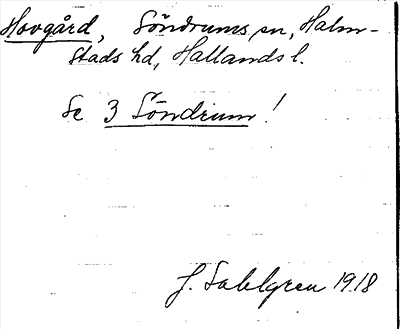 Hovgård, Söndrums sn, Halm-
stads hd, Hallands l.
Se 3 Söndrum!
J. Sahlgren 1918